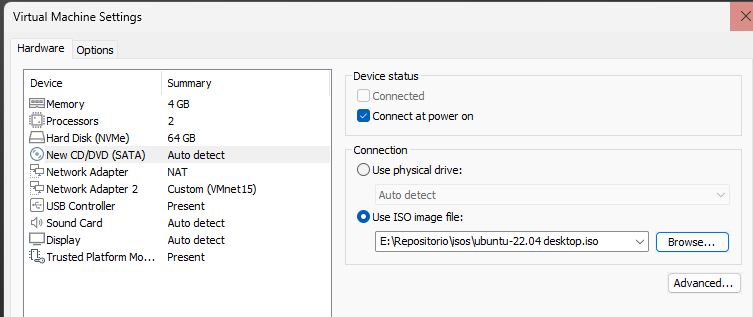 Virtual Machine Settings
Hardware Options
Device Summary
Memory 4 GB
Processors 2
Hard Disk (NVMe) 64 GB
New CD/DVD (SATA) Auto detect
Network Adapter NAT
Network Adapter 2 Custom (VMnet15)
USB Controller Present
Sound Card Auto detect
Display Auto detect
Trusted Platform Mo... Present
Device status
Connected
Connect at power on
Connection
Use physical drive:
Auto detect
Use ISO image file:
E:\Repositorio\isos\ubuntu-22.04 desktop.iso Browse...
Advanced...